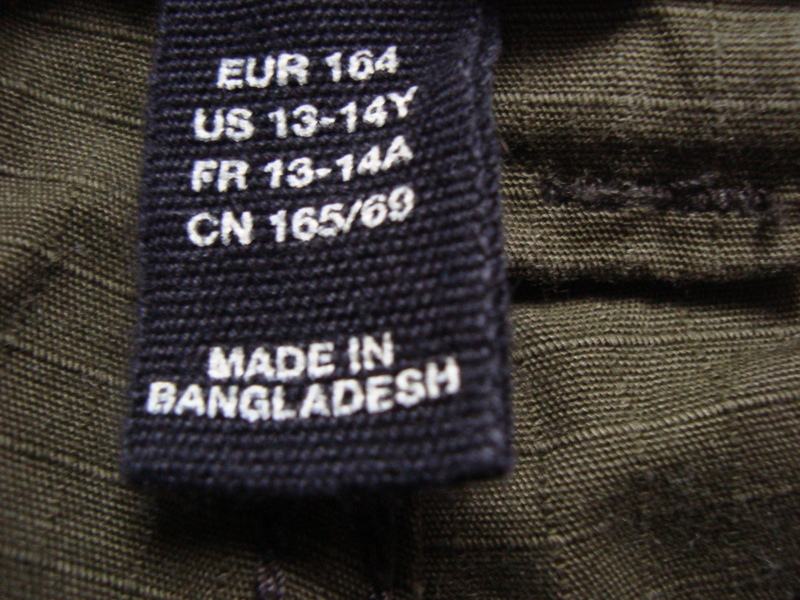 EUR 164
US 13-14Y
FR 13-14A
CN 165/69
MADE IN
BANGLADESH